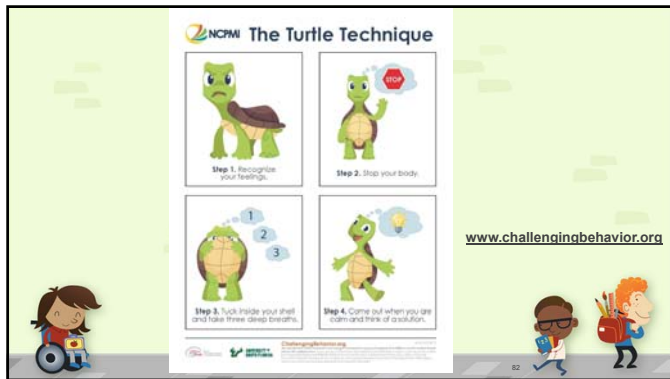 NCPMI The Turtle Technique
STOP
Step 1. Recognize
your feelings.
Step 2. Stop your body.
1
2
3
Step 3. Tuck inside your shell
and take three deep breaths.
Step 4. Come out when you are
calm and think of a solution.
www.challengingbehavior.org
ChallengingBehavior.org
82